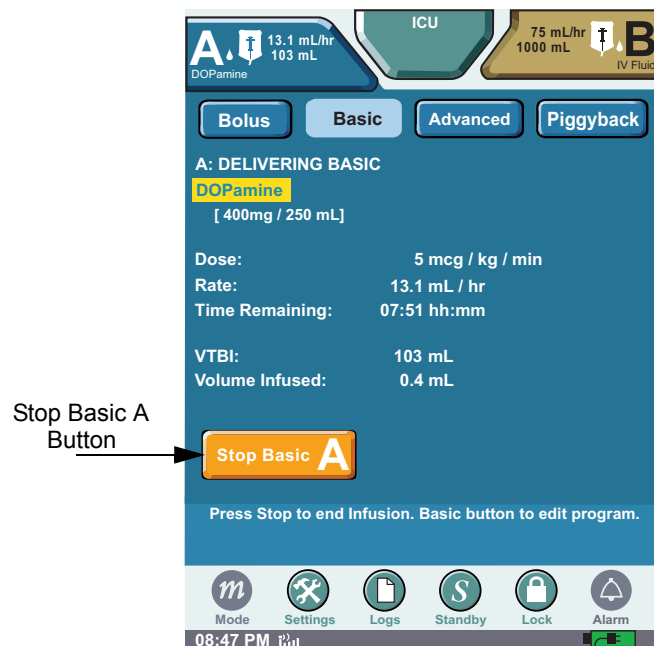 A
13.1 mL/hr
103 mL
DOPamine
ICU
75 mL/hr
1000 mL
B
IV Fluid
Bolus
Basic
Advanced
Piggyback
A: DELIVERING BASIC
DOPamine
[ 400mg / 250 mL]
Dose: 5 mcg / kg / min
Rate: 13.1 mL / hr
Time Remaining: 07:51 hh:mm
VTBI: 103 mL
Volume Infused: 0.4 mL
Stop Basic A
Button
Stop Basic A
Press Stop to end Infusion. Basic button to edit program.
m
S
Mode Settings Logs Standby Lock Alarm
08:47 PM